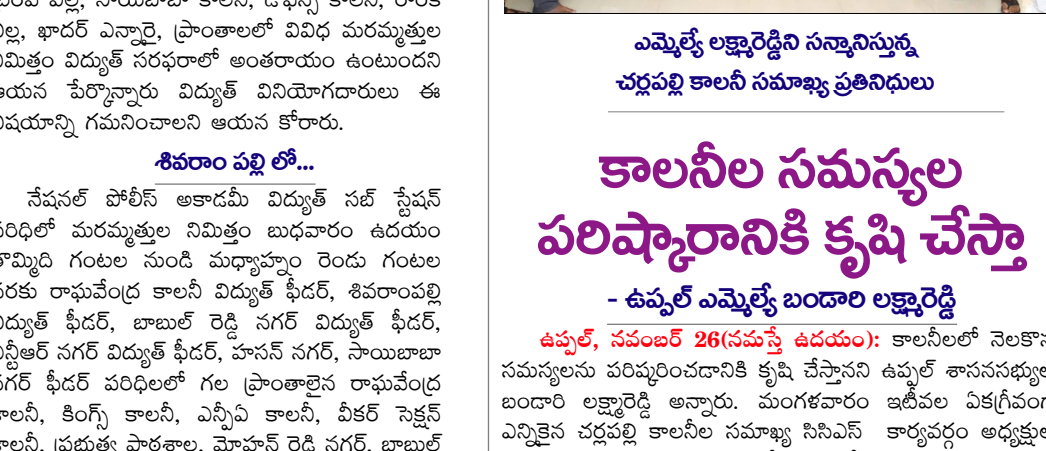 విల్ల, ఖాదర్ ఎన్నారై, ప్రాంతాలలో వివిధ మరమ్మత్తుల
నిమిత్తం విద్యుత్ సరఫరాలో అంతరాయం ఉంటుందని
ఆయన పేర్కొన్నారు విద్యుత్ వినియోగదారులు ఈ
విషయాన్ని గమనించాలని ఆయన కోరారు.
శివరాం పల్లి లో...
నేషనల్ పోలీస్ అకాడమీ విద్యుత్ సబ్ స్టేషన్
పరిధిలో మరమ్మత్తుల నిమిత్తం బుధవారం ఉదయం
తొమ్మిది గంటల నుండి మధ్యాహ్నం రెండు గంటల
వరకు రాఘవేంద్ర కాలనీ విద్యుత్ ఫీడర్, శివరాంపల్లి
విద్యుత్ ఫీడర్, బాబుల్ రెడ్డి నగర్ విద్యుత్ ఫీడర్,
ఎన్టీఆర్ నగర్ విద్యుత్ ఫీడర్, హసన్ నగర్, సాయిబాబా
నగర్ ఫీడర్ పరిధిలలో గల ప్రాంతాలైన రాఘవేంద్ర
కాలనీ, కింగ్స్ కాలనీ, ఎన్పీఏ కాలనీ, వీకర్ సెక్షన్
కాలనీ, ప్రభుత్వ పాఠశాల, మోహన్ రెడ్డి నగర్, బాబుల్
ఎమ్మెల్యే లక్ష్మారెడ్డిని సన్మానిస్తున్న
చర్లపల్లి కాలనీ సమాఖ్య ప్రతినిధులు
కాలనీల సమస్యల
పరిష్కారానికి కృషి చేస్తా
- ఉప్పల్ ఎమ్మెల్యే బండారి లక్ష్మారెడ్డి
ఉప్పల్, నవంబర్ 26(నమస్తే ఉదయం): కాలనీలలో నెలకొన
సమస్యలను పరిష్కరించడానికి కృషి చేస్తానని ఉప్పల్ శాసనసభ్యుల
బండారి లక్ష్మారెడ్డి అన్నారు. మంగళవారం ఇటీవల ఏకగ్రీవంగ
ఎన్నికైన చర్లపల్లి కాలనీల సమాఖ్య సిసిఎస్ కార్యవర్గం అధ్యక్షుల